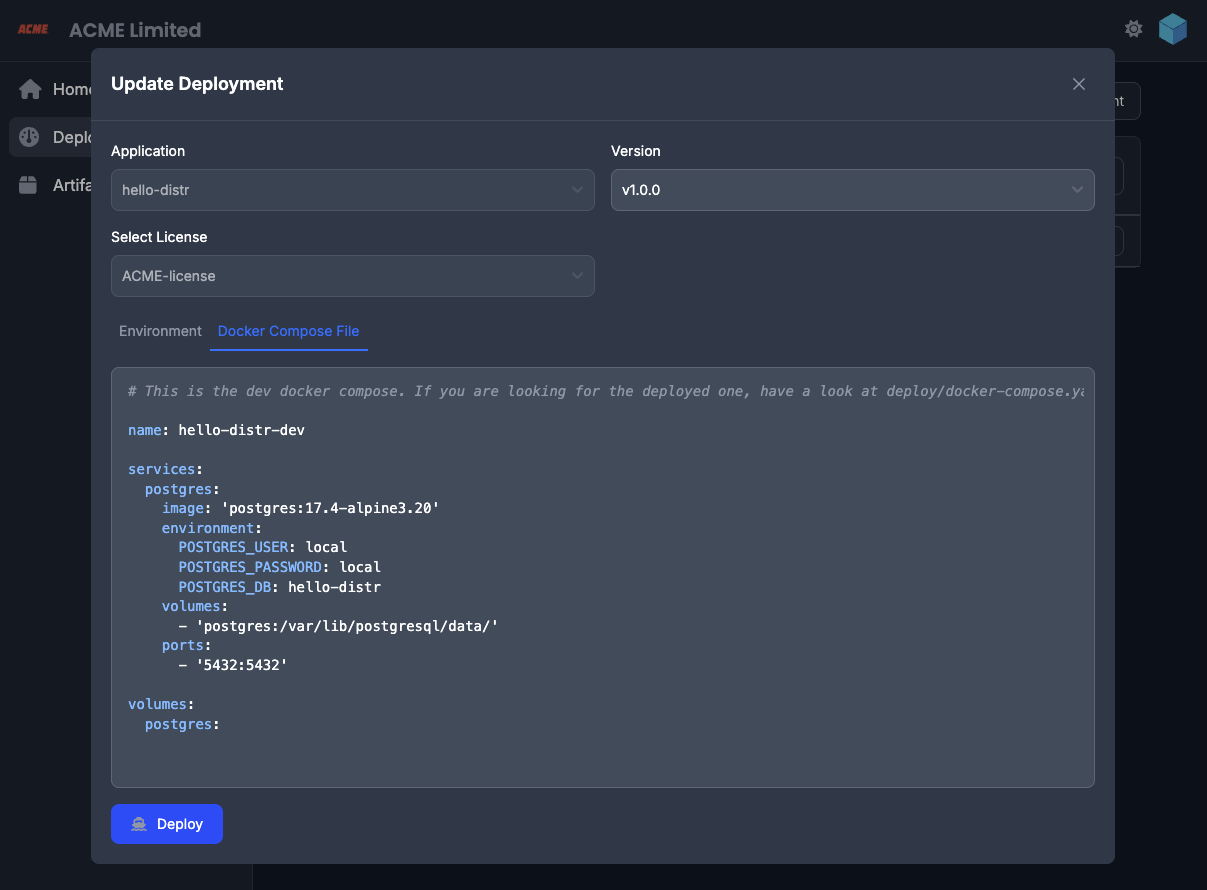 ACME ACME Limited
Home
Deplo
Artifa
nt
Update Deployment
Application
Version
hello-distr
v1.0.0
Select License
ACME-license
Environment Docker Compose File
# This is the dev docker compose. If you are looking for the deployed one, have a look at deploy/docker-compose.ya
name: hello-distr-dev
services:
  postgres:
    image: 'postgres:17.4-alpine3.20'
    environment:
      POSTGRES_USER: local
      POSTGRES_PASSWORD: local
      POSTGRES_DB: hello-distr
    volumes:
      - 'postgres:/var/lib/postgresql/data/'
    ports:
      - '5432:5432'
volumes:
  postgres:
Deploy